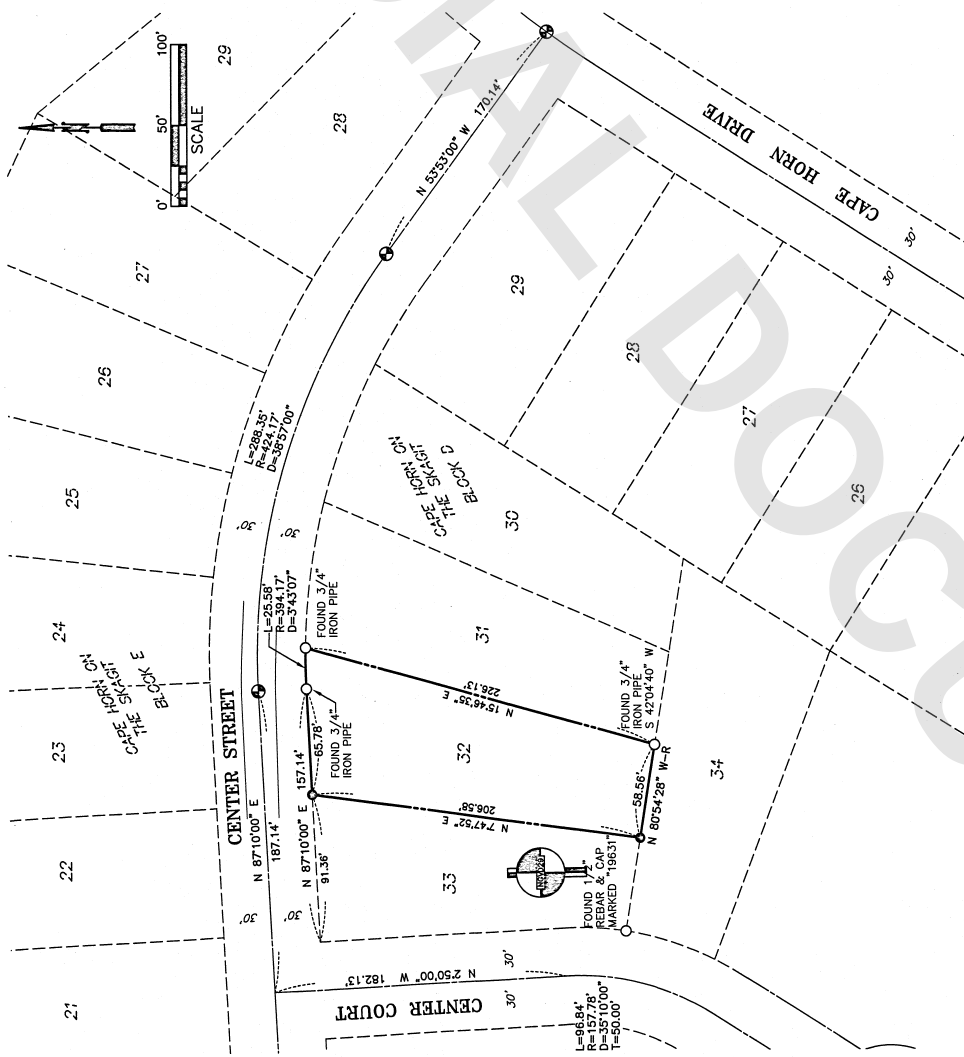 0'
50'
100'
SCALE
N
29
28
27
26
25
24
23
22
21
CAPE HORN ON
THE SKAGIT
BLOCK E
CENTER STREET
N 87°10'00" E
187.14'
30'
30'
30'
30'
L=288.35'
R=424.17'
D=38°57'00"
N 53°53'00" W 170.14'
CAPE HORN DRIVE
30'
30'
29
28
27
26
CAPE HORN ON
THE SKAGIT
BLOCK D
30
31
32
33
34
L=25.58'
R=394.17'
D=3°43'07"
FOUND 3/4"
IRON PIPE
N 87°10'00" E 157.14'
91.36'
65.78'
FOUND 3/4"
IRON PIPE
N 15°46'35" E
226.13'
N 7°47'52" E
206.58'
FOUND 3/4"
IRON PIPE
S 42°04'40" W
58.56'
N 80°54'28" W-R
FOUND 1/2"
REBAR & CAP
MARKED "19631"
N 2°50'00" W 182.13'
30'
30'
CENTER COURT
L=96.84'
R=157.78'
D=35°10'00"
T=50.00'
IAL DOCU